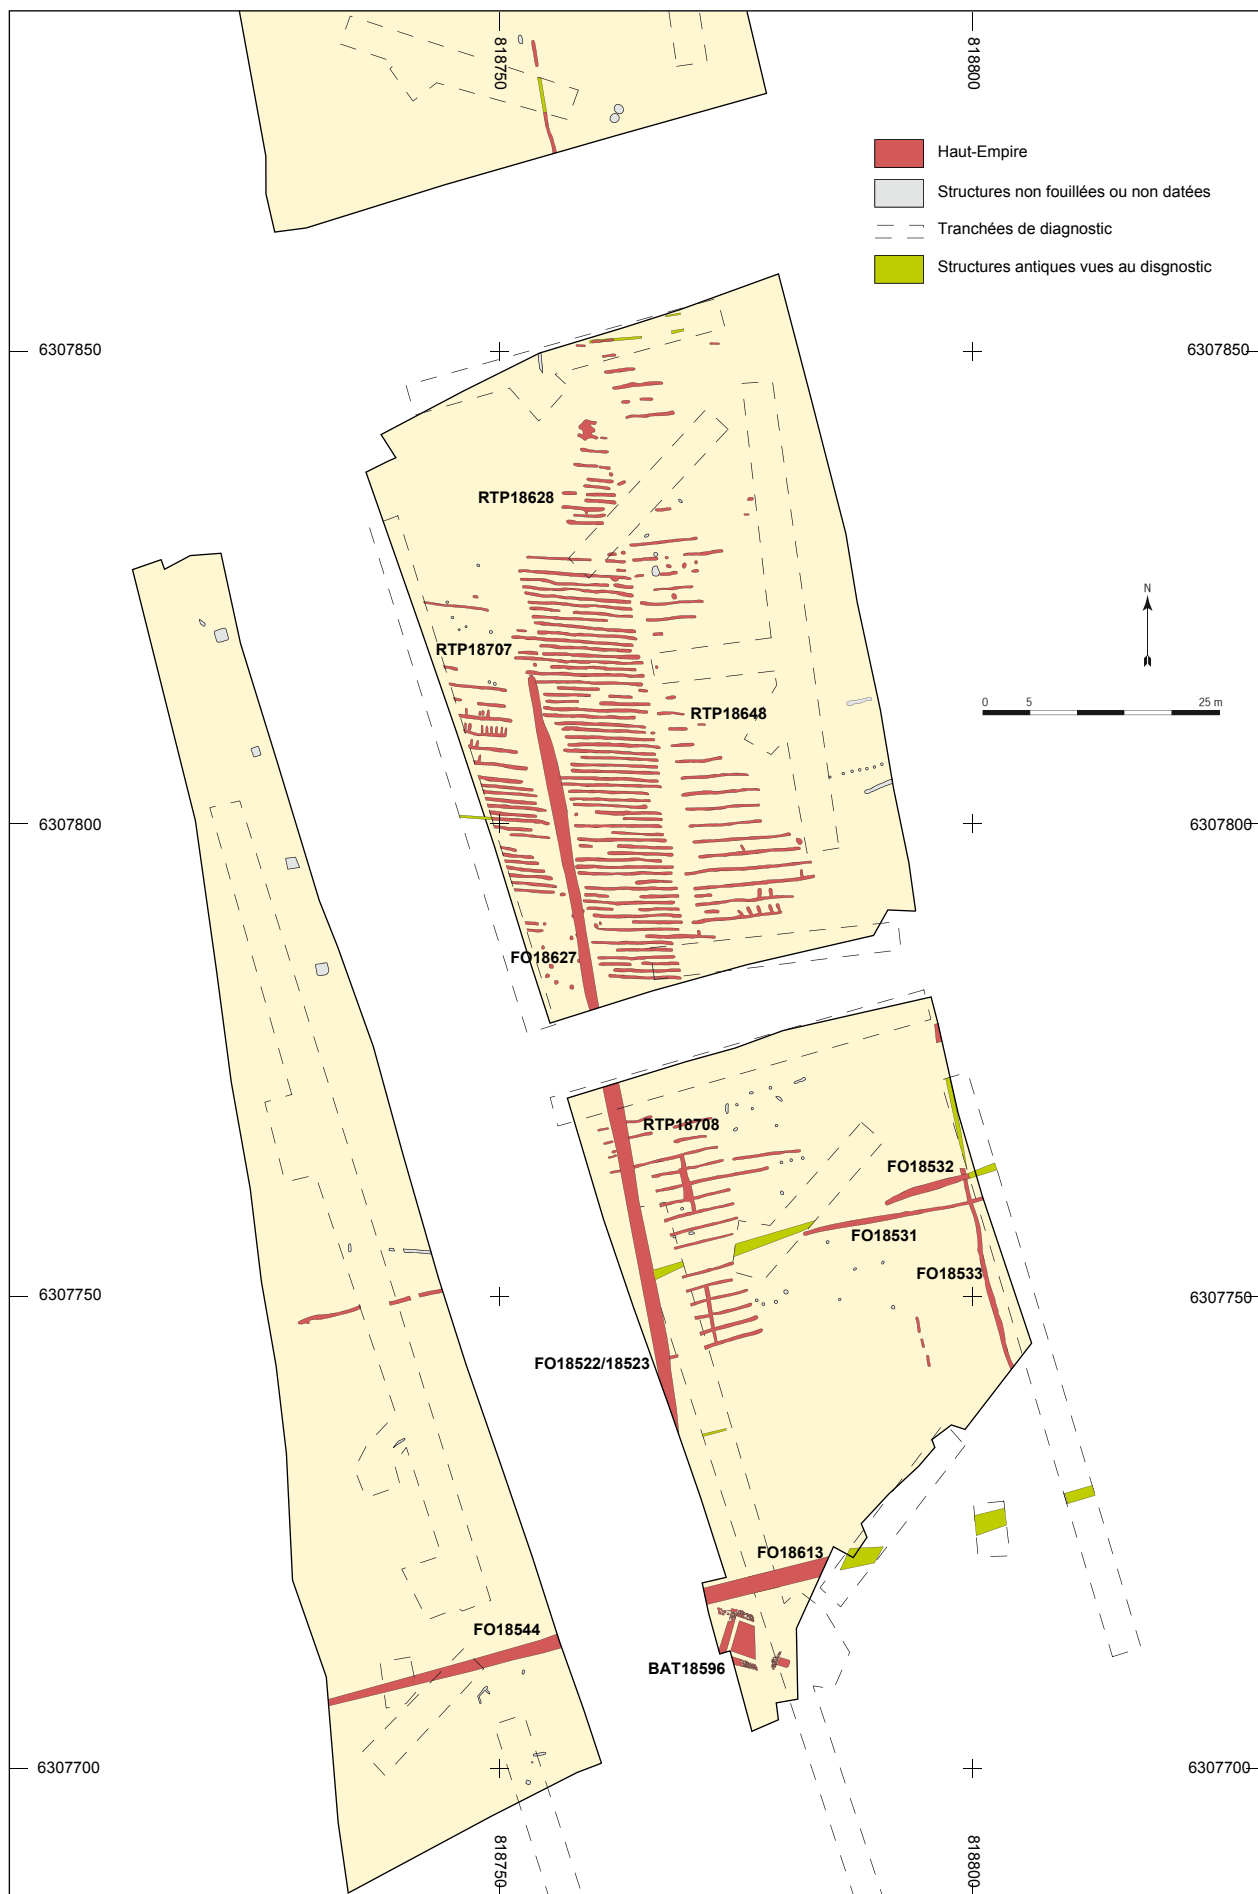 818750
818800
Haut-Empire
Structures non fouillées ou non datées
Tranchées de diagnostic
Structures antiques vues au disgnostic
6307850
6307850
RTP18628
N
RTP18707
0 5 25 m
RTP18648
6307800
6307800
FO18627
RTP18708
FO18532
FO18531
FO18533
6307750
6307750
FO18522/18523
FO18613
FO18544
BAT18596
6307700
6307700
818750
818800